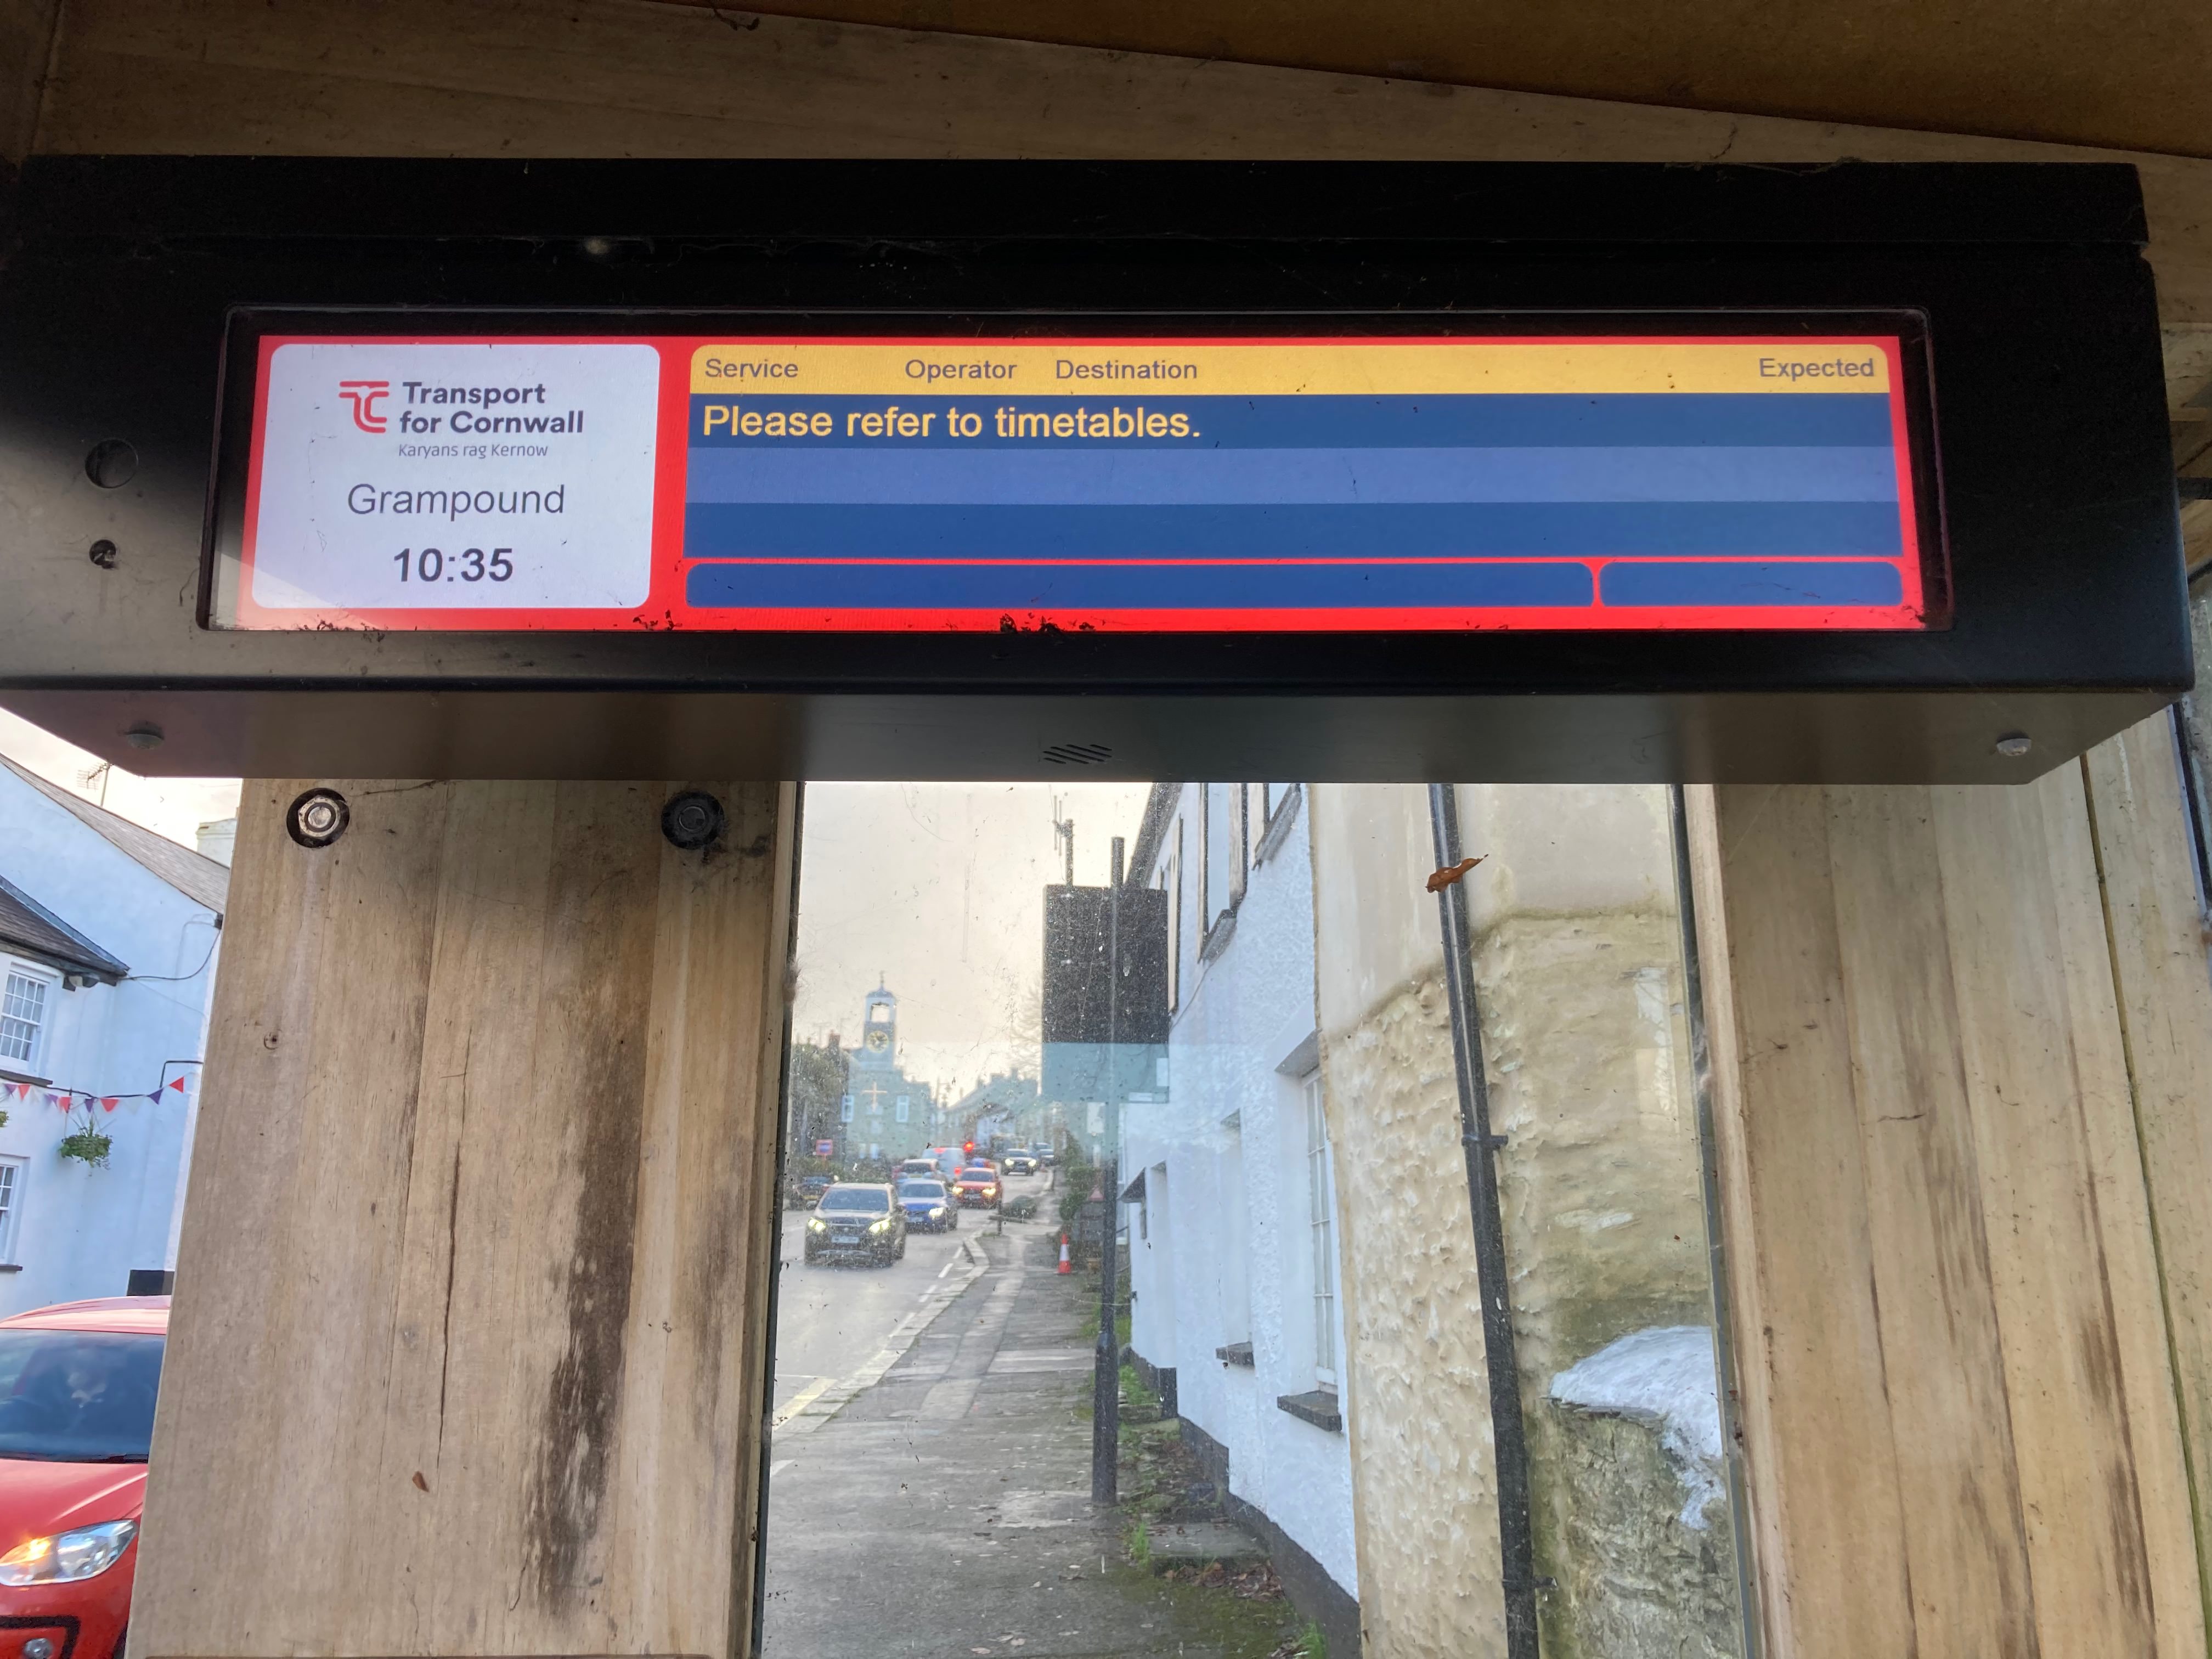 Transport
for Cornwall
Karyans rag Kernow
Grampound
10:35
Service Operator Destination Expected
Please refer to timetables.